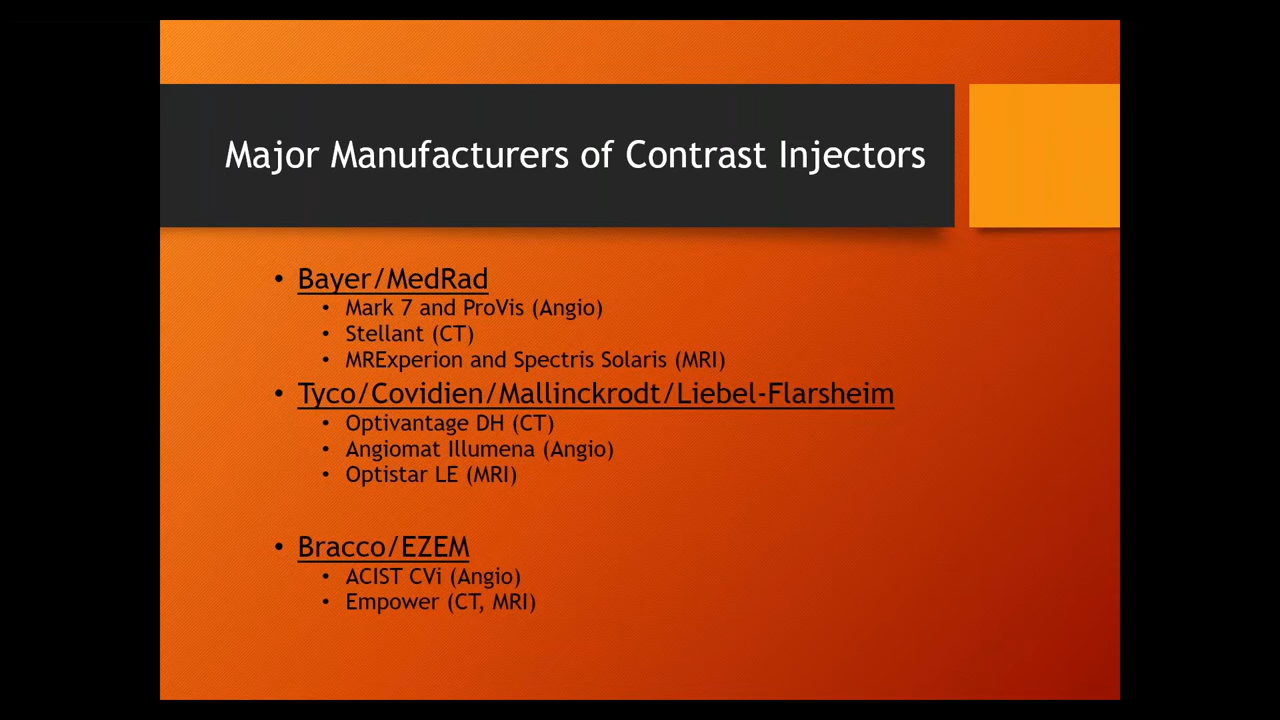 Major Manufacturers of Contrast Injectors
• Bayer/MedRad
• Mark 7 and ProVis (Angio)
• Stellant (CT)
• MRExperion and Spectris Solaris (MRI)
• Tyco/Covidien/Mallinckrodt/Liebel-Flarsheim
• Optivantage DH (CT)
• Angiomat Illumena (Angio)
• Optistar LE (MRI)
• Bracco/EZEM
• ACIST CVi (Angio)
• Empower (CT, MRI)